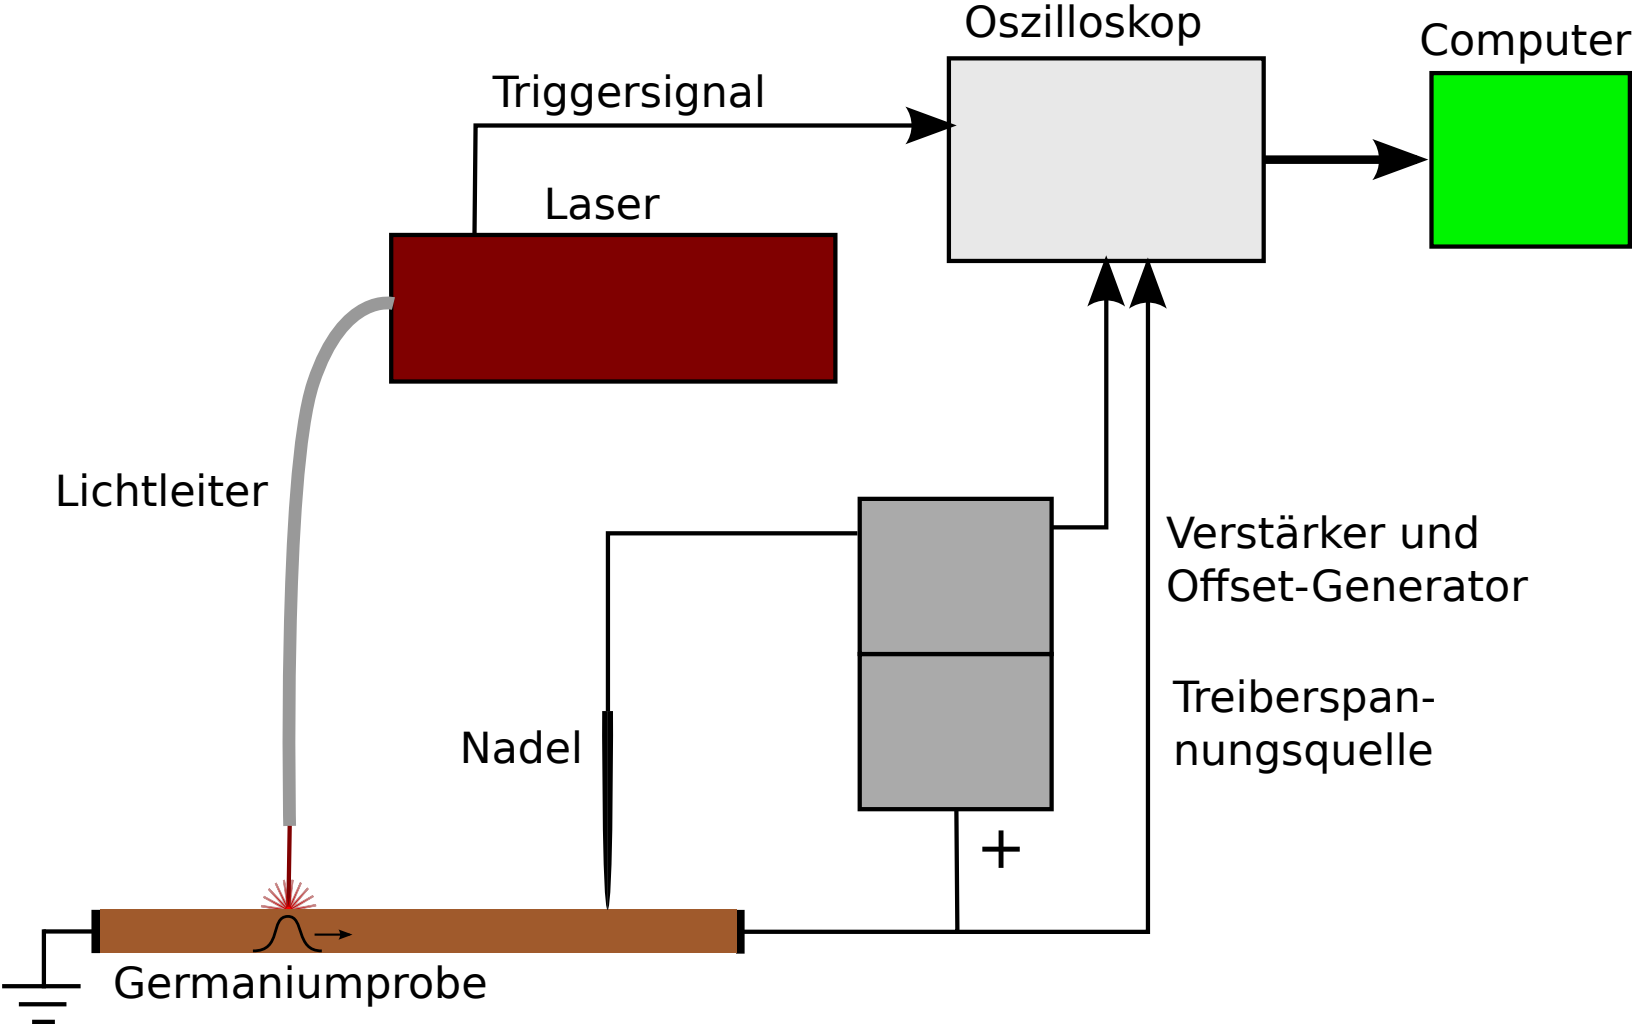 Oszilloskop
Computer
Triggersignal
Laser
Lichtleiter
Verstärker und
Offset-Generator
Treiberspan-
nungsquelle
Nadel
+
Germaniumprobe